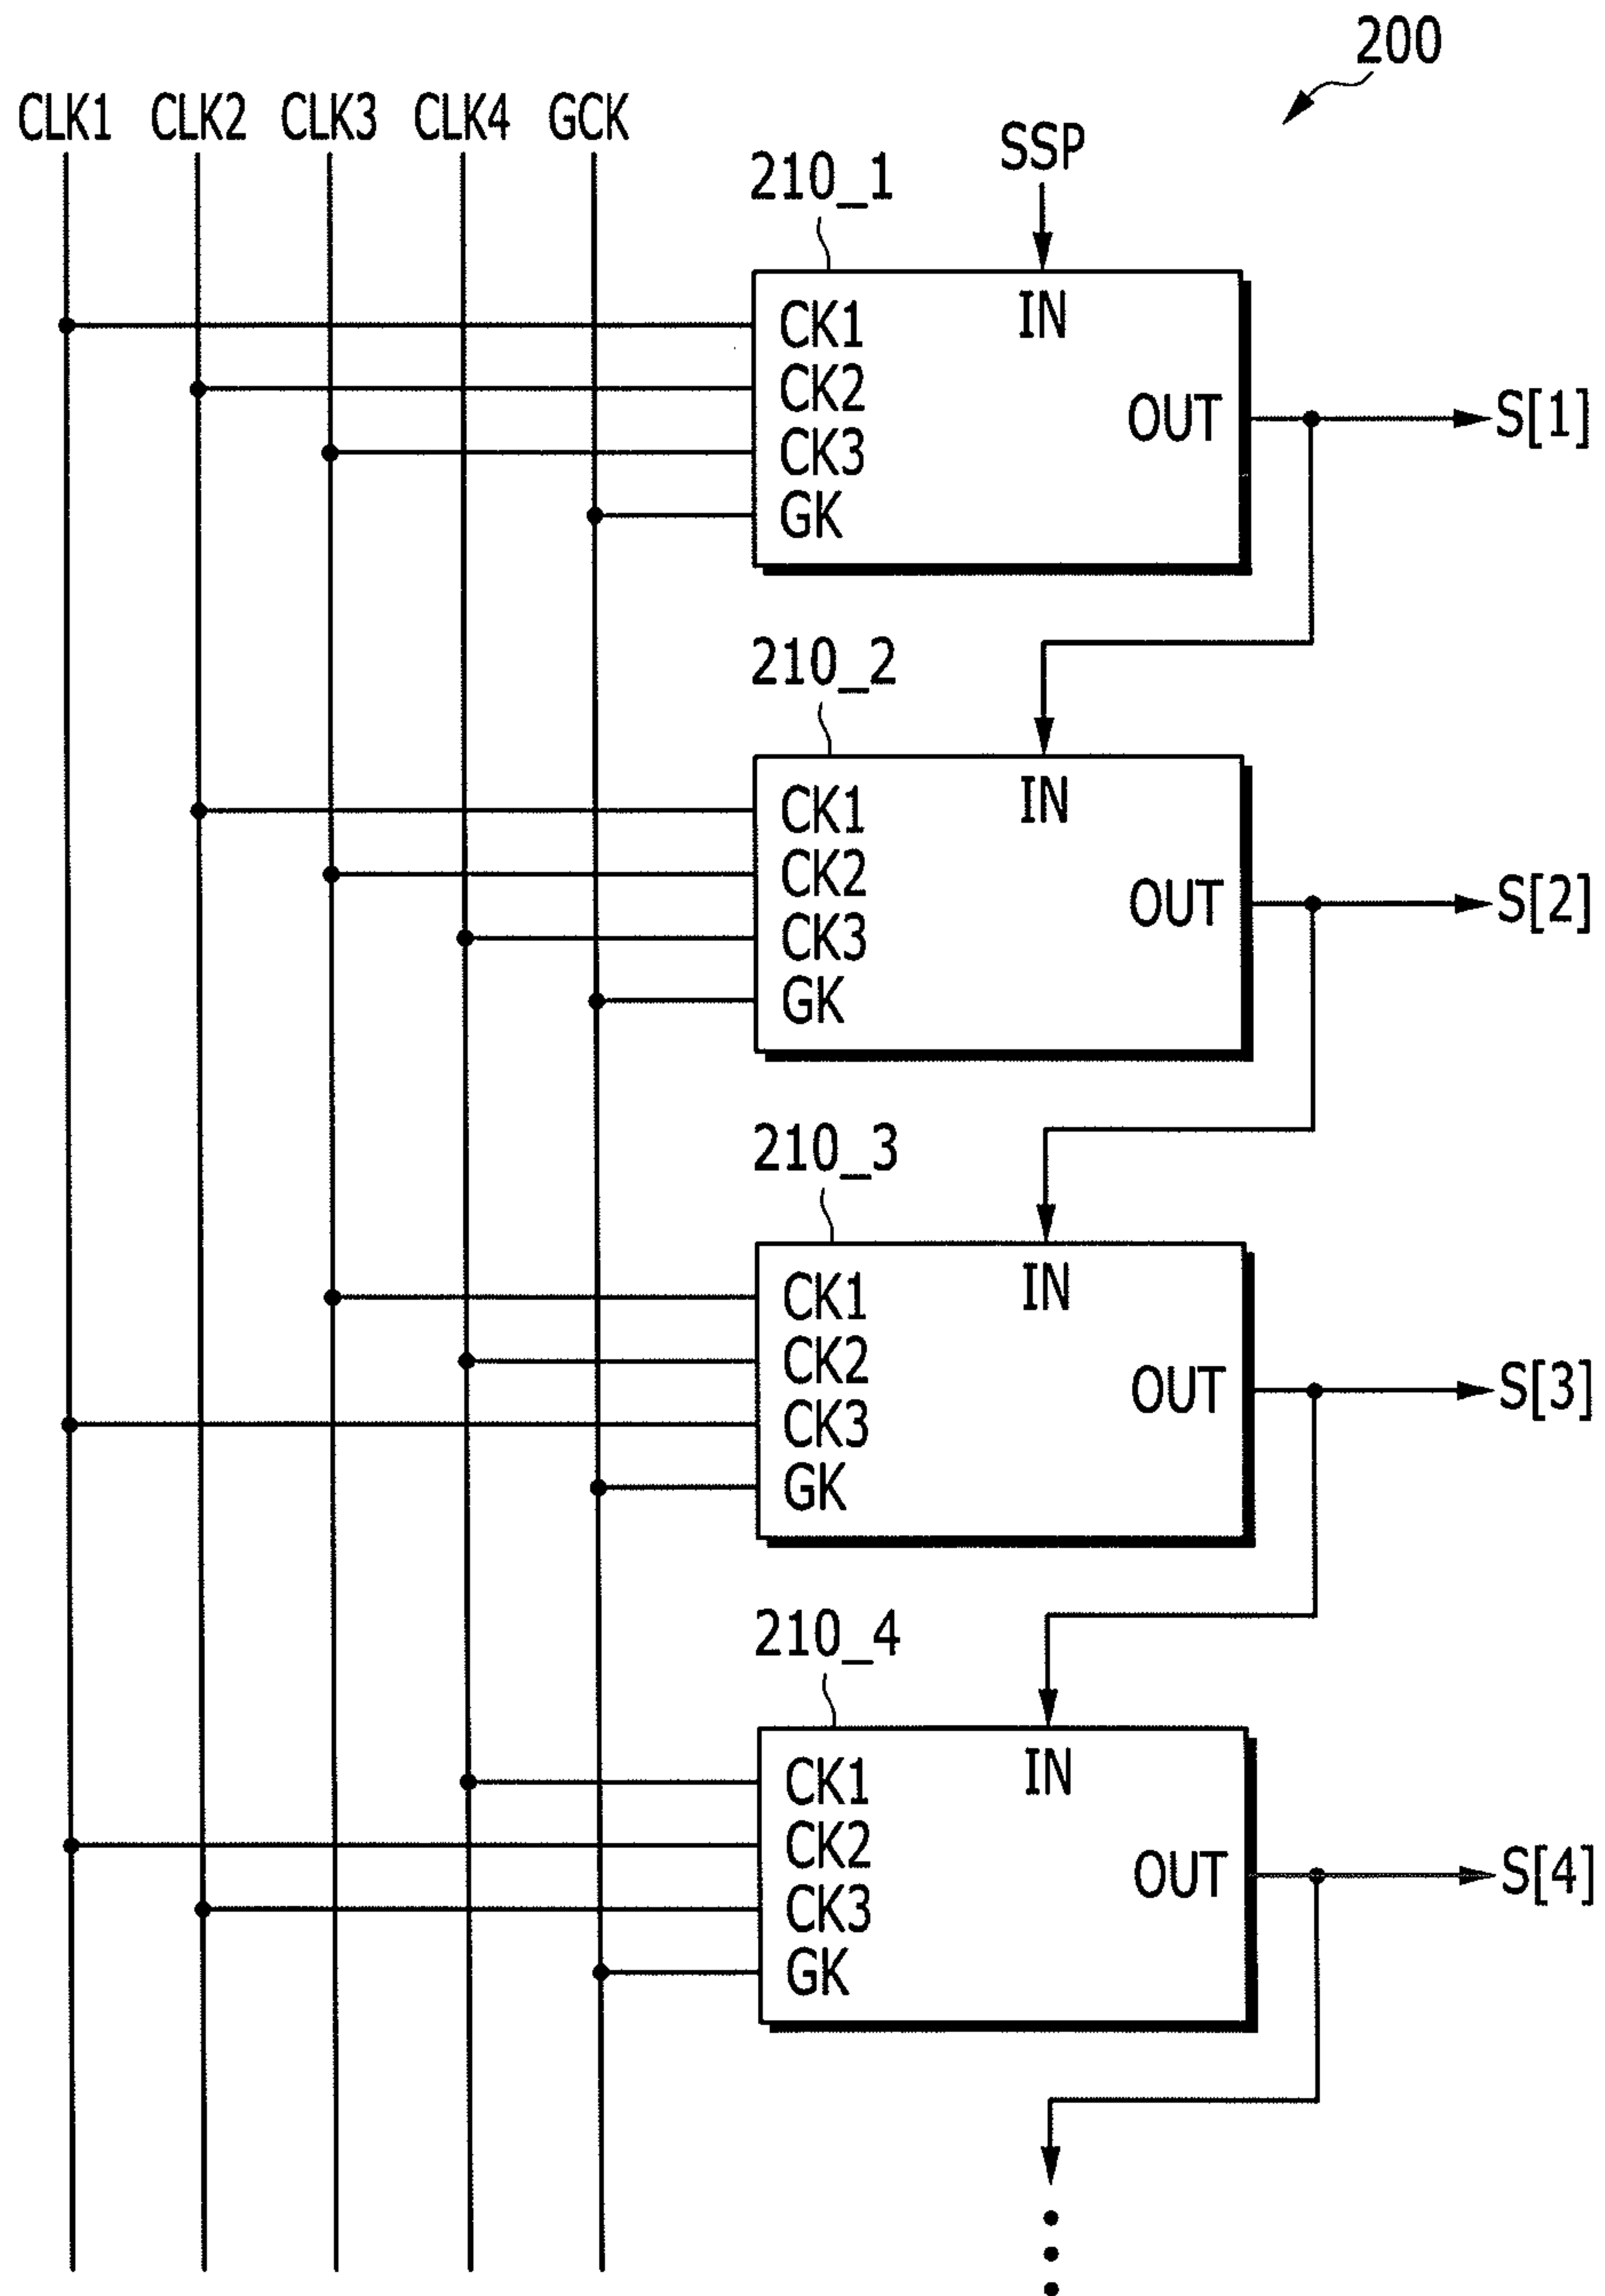 200
CLK1 CLK2 CLK3 CLK4 GCK
SSP
210_1
IN
CK1
CK2
CK3
GK
OUT
S[1]
210_2
IN
CK1
CK2
CK3
GK
OUT
S[2]
210_3
IN
CK1
CK2
CK3
GK
OUT
S[3]
210_4
IN
CK1
CK2
CK3
GK
OUT
S[4]